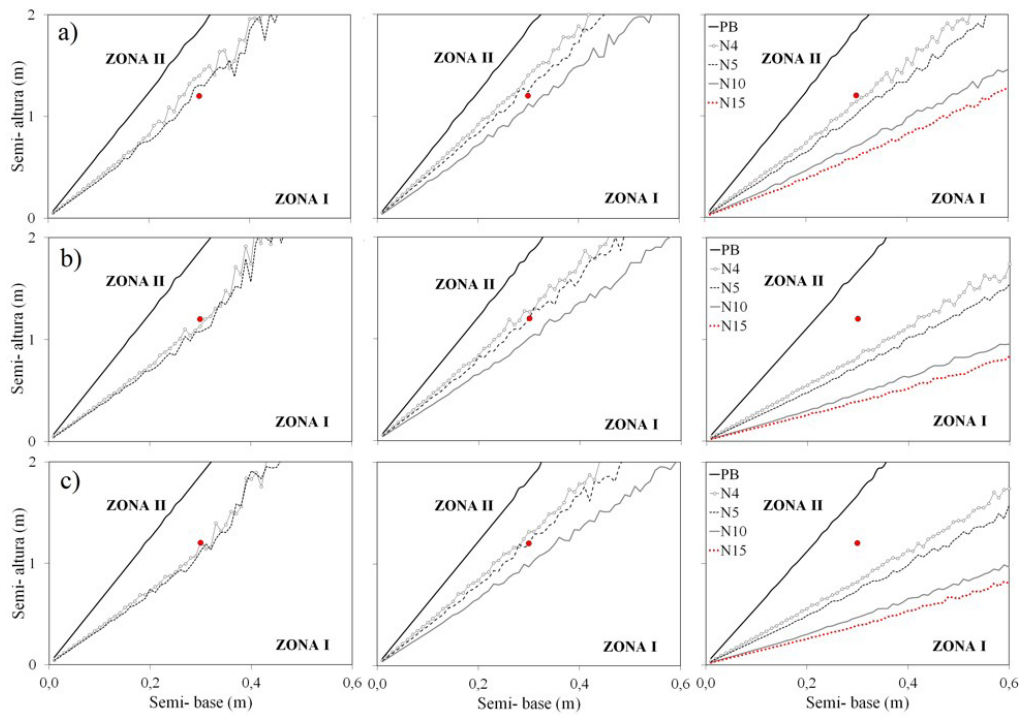 a)
2
1
0
Semi- altura (m)
ZONA II
ZONA I
ZONA II
ZONA I
PB
N4
N5
N10
N15
ZONA II
ZONA I
b)
2
1
0
Semi- altura (m)
ZONA II
ZONA I
ZONA II
ZONA I
PB
N4
N5
N10
N15
ZONA II
ZONA I
c)
2
1
0
Semi- altura (m)
ZONA II
ZONA I
ZONA II
ZONA I
PB
N4
N5
N10
N15
ZONA II
ZONA I
0,0 0,2 0,4 0,6
Semi- base (m)
0,0 0,2 0,4 0,6
Semi- base (m)
0,0 0,2 0,4 0,6
Semi- base (m)